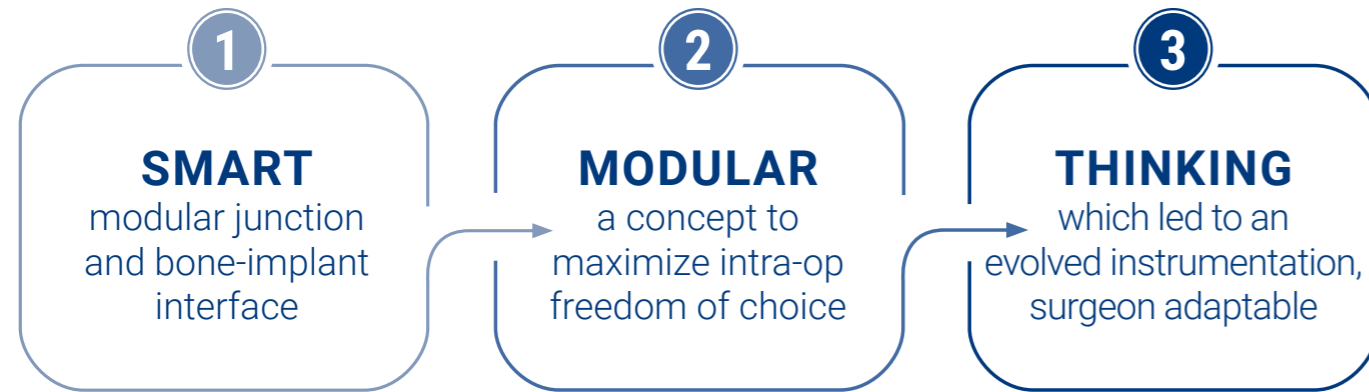 1
SMART
modular junction
and bone-implant
interface
2
MODULAR
a concept to
maximize intra-op
freedom of choice
3
THINKING
which led to an
evolved instrumentation,
surgeon adaptable